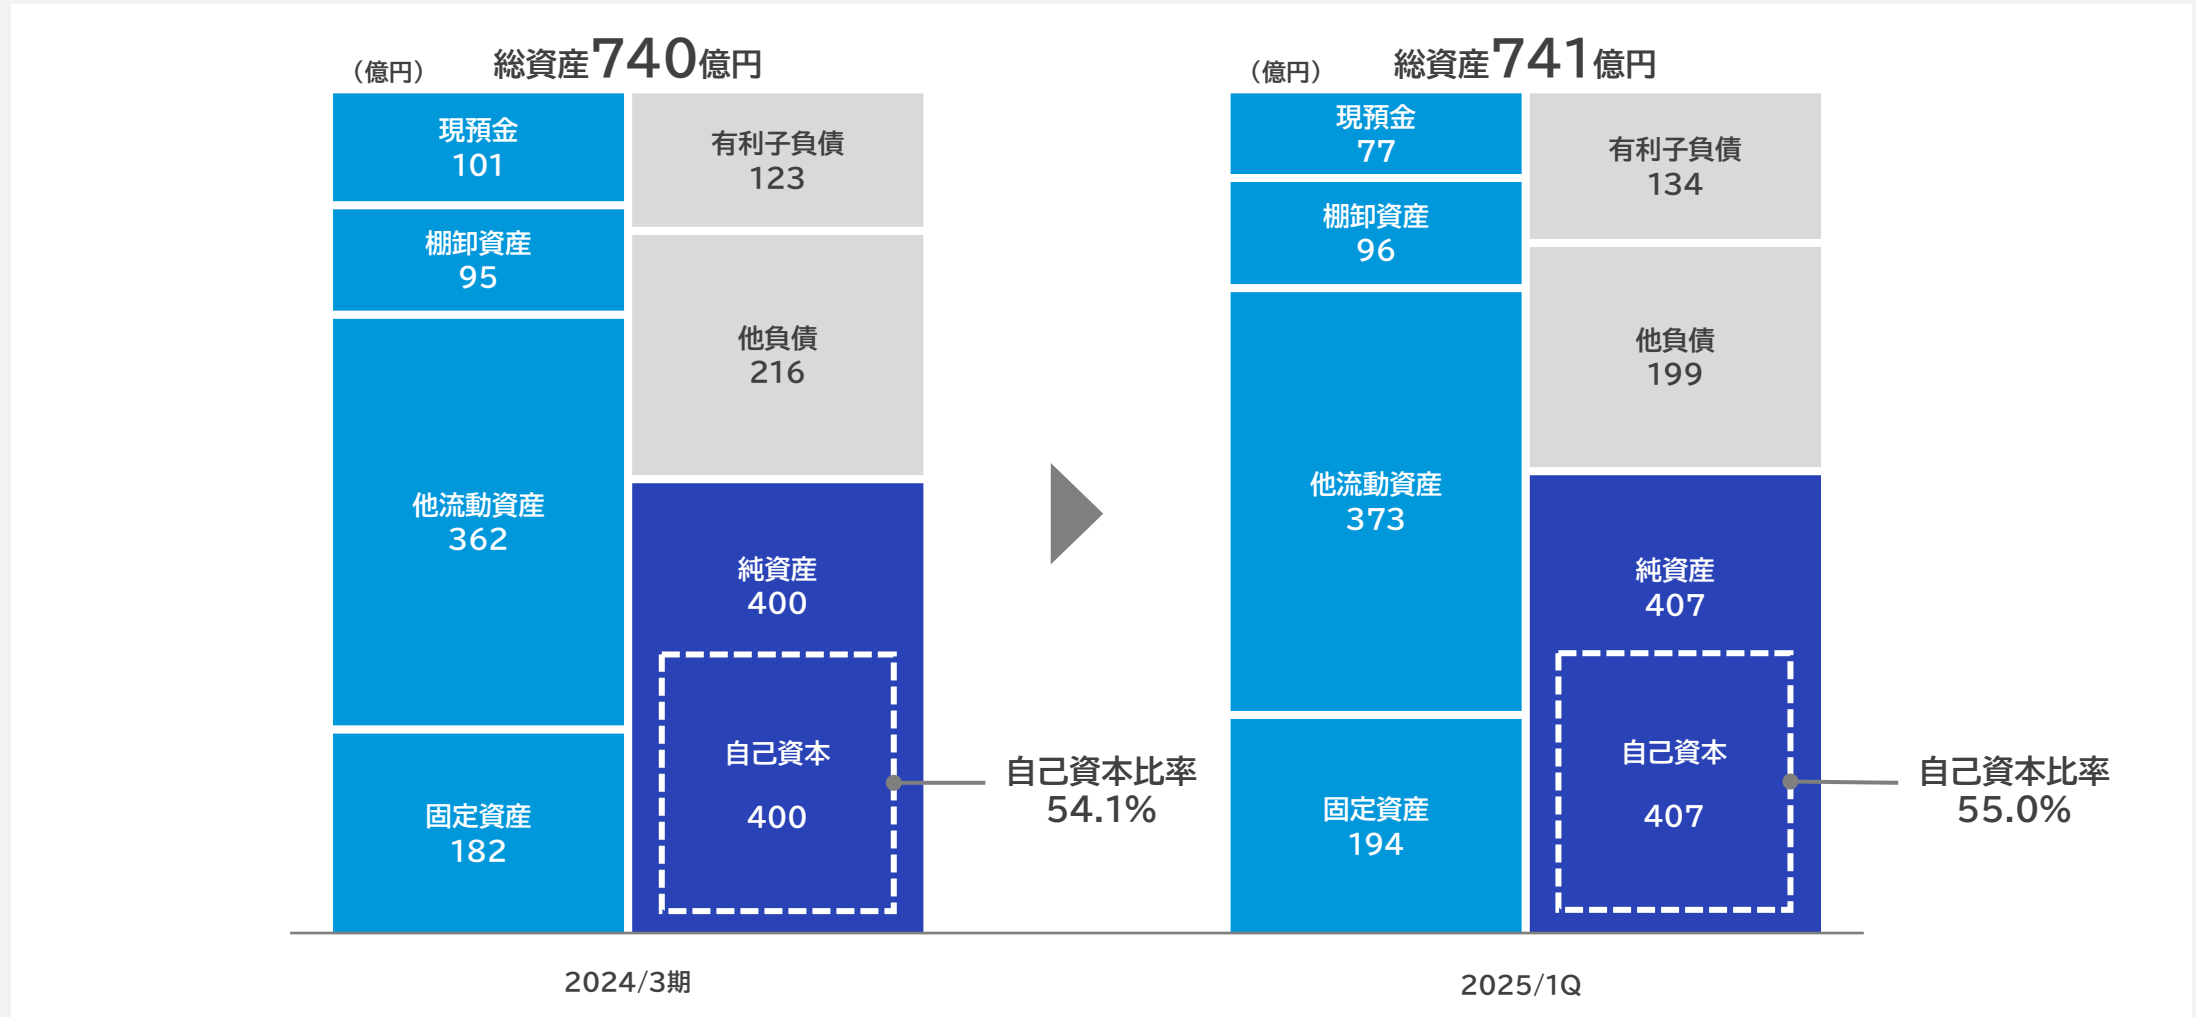 （億円）
総資産740億円
現預金
101
棚卸資産
95
他流動資産
362
固定資産
182
有利子負債
123
他負債
216
純資産
400
自己資本
400
自己資本比率
54.1%
2024/3期
（億円）
総資産741億円
現預金
77
棚卸資産
96
他流動資産
373
固定資産
194
有利子負債
134
他負債
199
純資産
407
自己資本
407
自己資本比率
55.0%
2025/1Q